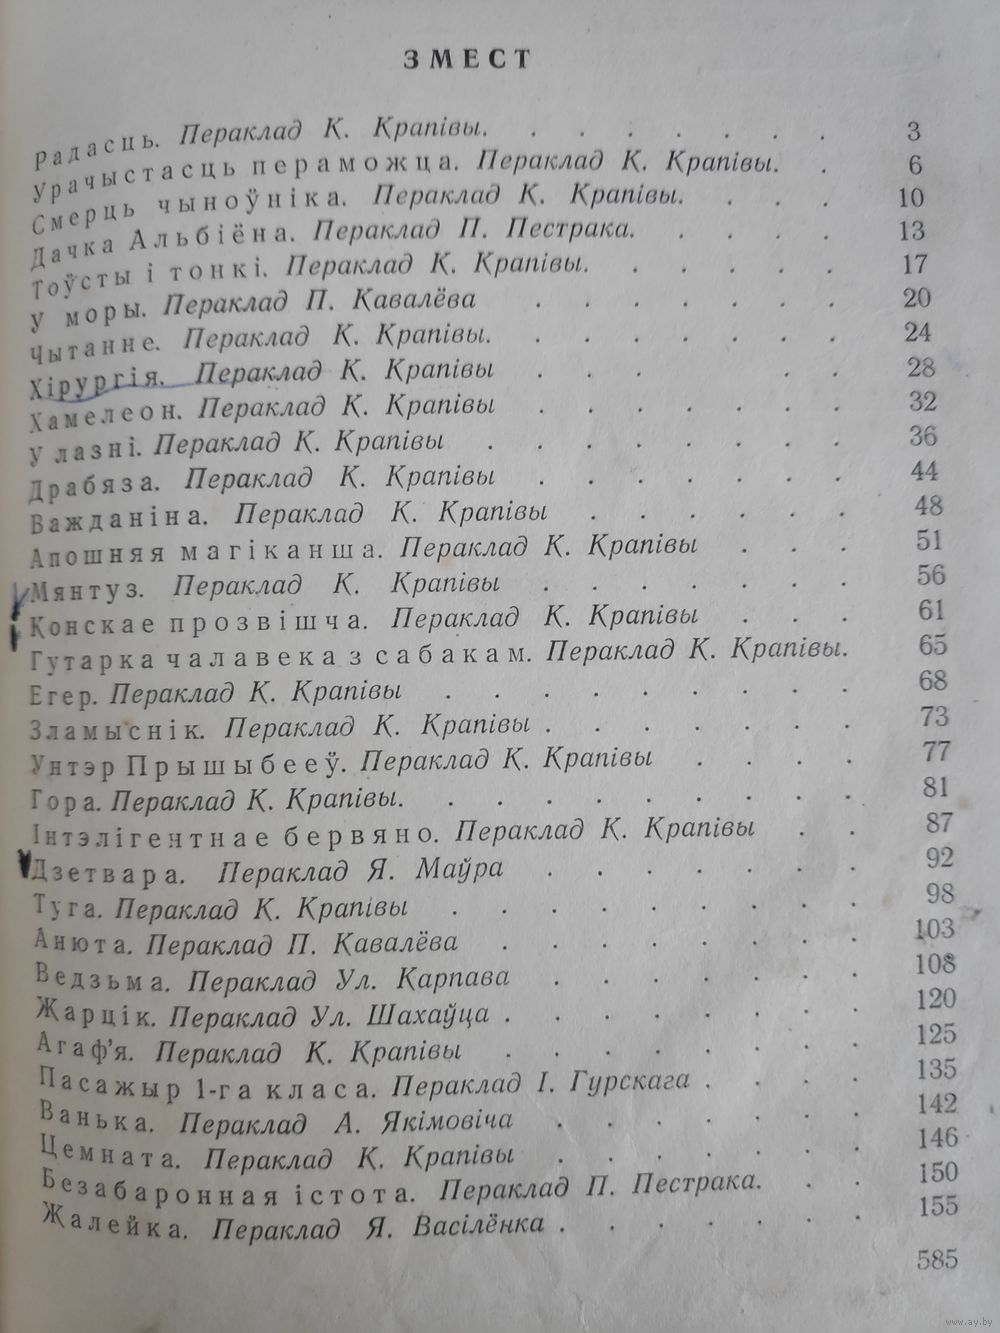 ЗМЕСТ
Радасць. Пераклад К. Крапівы. . . . . . . . 3
Урачыстасць пераможца. Пераклад К. Крапівы. . 6
Смерць чыноўніка. Пераклад К. Крапівы. . . . 10
Дачка Альбіёна. Пераклад П. Пестрака. . . . . 13
Тоўсты і тонкі. Пераклад К. Крапівы. . . . . . 17
У моры. Пераклад П. Кавалёва . . . . . . . 20
Чытанне. Пераклад К. Крапівы. . . . . . . . 24
Хірургія. Пераклад К. Крапівы . . . . 28
Хамелеон. Пераклад К. Крапівы . . . . . . . 32
У лазні. Пераклад К. Крапівы . . . . . . . . 36
Драбяза. Пераклад К. Крапівы . . . . . . . 44
Важданіна. Пераклад К. Крапівы . . . . . . 48
Апошняя магіканша. Пераклад К. Крапівы . . . 51
Мянтуз. Пераклад К. Крапівы . . . . . . . 56
Конскае прозвішча. Пераклад К. Крапівы . . . 61
Гутарка чалавека з сабакам. Пераклад К. Крапівы. 65
Егер. Пераклад К. Крапівы . . . . . . . . . 68
Зламыснік. Пераклад К. Крапівы . . . . . . . 73
Унтэр Прышыбееў. Пераклад К. Крапівы . . . . 77
Гора. Пераклад К. Крапівы. . . . . . . . . . 81
Інтэлігентнае бервяно. Пераклад К. Крапівы . . 87
Дзетвара. Пераклад Я. Маўра . . . . . . . 92
Туга. Пераклад К. Крапівы . . . . . . . . . 98
Анюта. Пераклад П. Кавалёва . . . . . . . . 103
Ведзьма. Пераклад Ул. Карпава . . . . . . . 108
Жарцік. Пераклад Ул. Шахаўца . . . . . . . . 120
Агаф’я. Пераклад К. Крапівы . . . . . . . . 125
Пасажыр 1-га класа. Пераклад І. Гурскага . . . . 135
Ванька. Пераклад А. Якімовіча . . . . . . . 142
Цемната. Пераклад К. Крапівы . . . . . . . 146
Безабаронная істота. Пераклад П. Пестрака. . . 150
Жалейка. Пераклад Я. Васілёнка . . . . . . . 155
585
www.ay.by